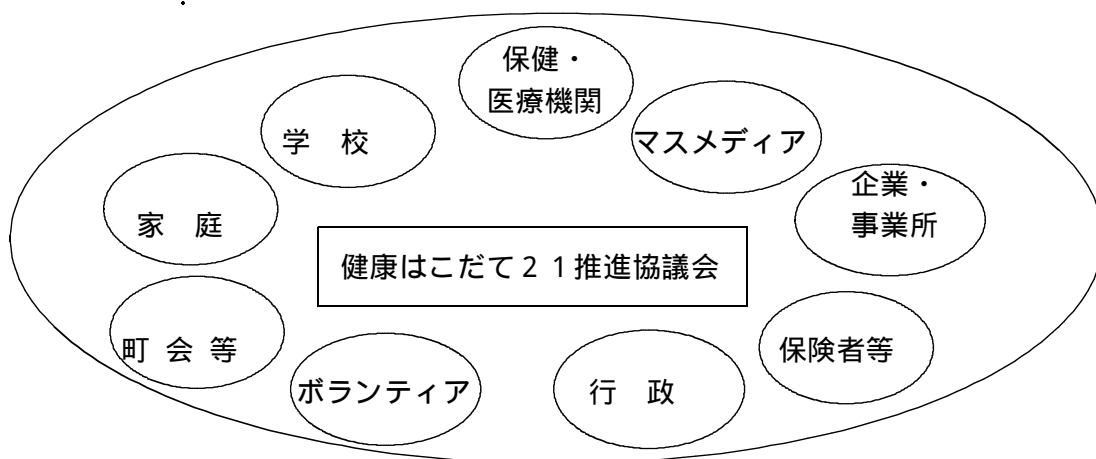 保健・
医療機関
学 校
マスメディア
企業・
事業所
家 庭
健康はこだて２１推進協議会
町 会 等
保険者等
ボランティア
行 政